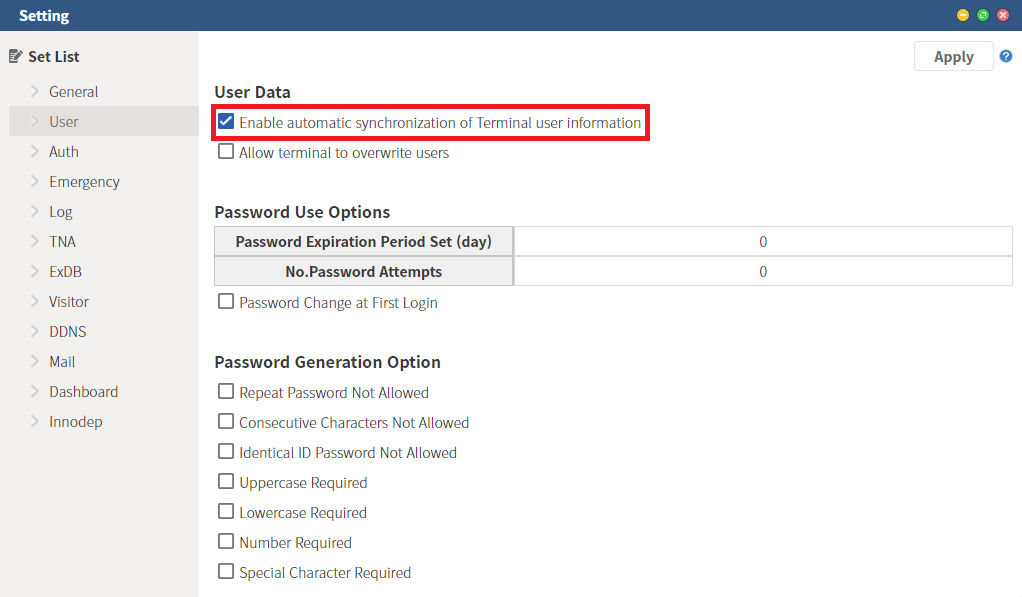 Setting
Set List
General
User
Auth
Emergency
Log
TNA
ExDB
Visitor
DDNS
Mail
Dashboard
Innodep
Apply
?
User Data
Enable automatic synchronization of Terminal user information
Allow terminal to overwrite users
Password Use Options
Password Expiration Period Set (day) 0
No.Password Attempts 0
Password Change at First Login
Password Generation Option
Repeat Password Not Allowed
Consecutive Characters Not Allowed
Identical ID Password Not Allowed
Uppercase Required
Lowercase Required
Number Required
Special Character Required